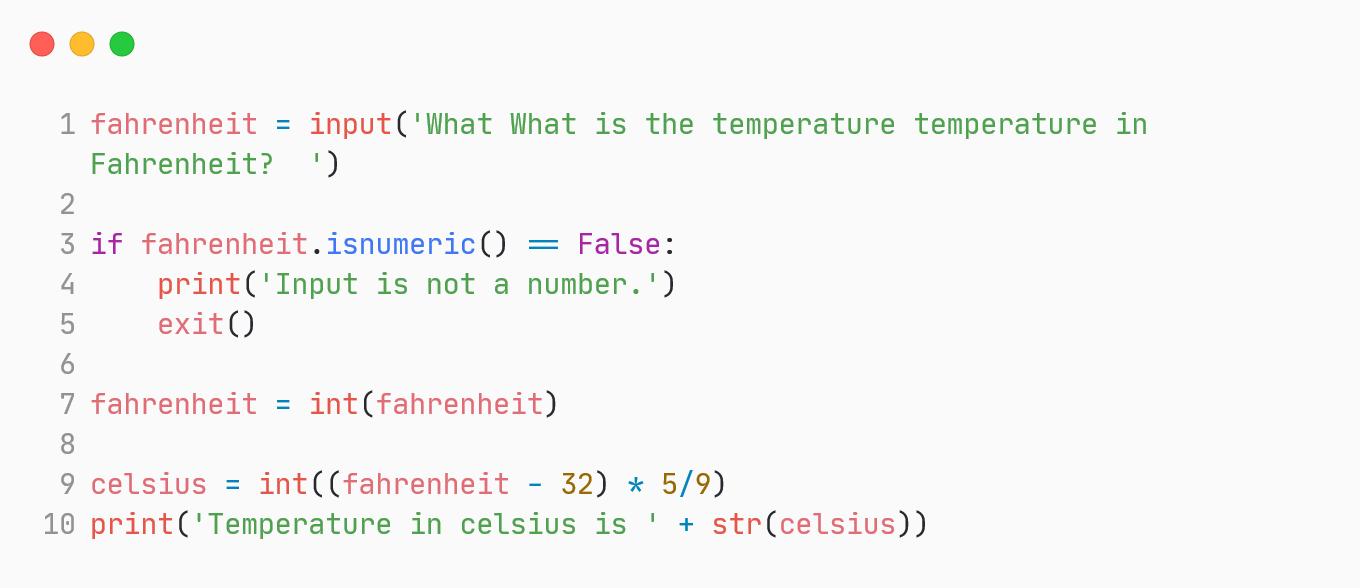 1 fahrenheit = input('What What is the temperature temperature in
Fahrenheit?  ')
2
3 if fahrenheit.isnumeric() == False:
4     print('Input is not a number.')
5     exit()
6
7 fahrenheit = int(fahrenheit)
8
9 celsius = int((fahrenheit - 32) * 5/9)
10 print('Temperature in celsius is ' + str(celsius))